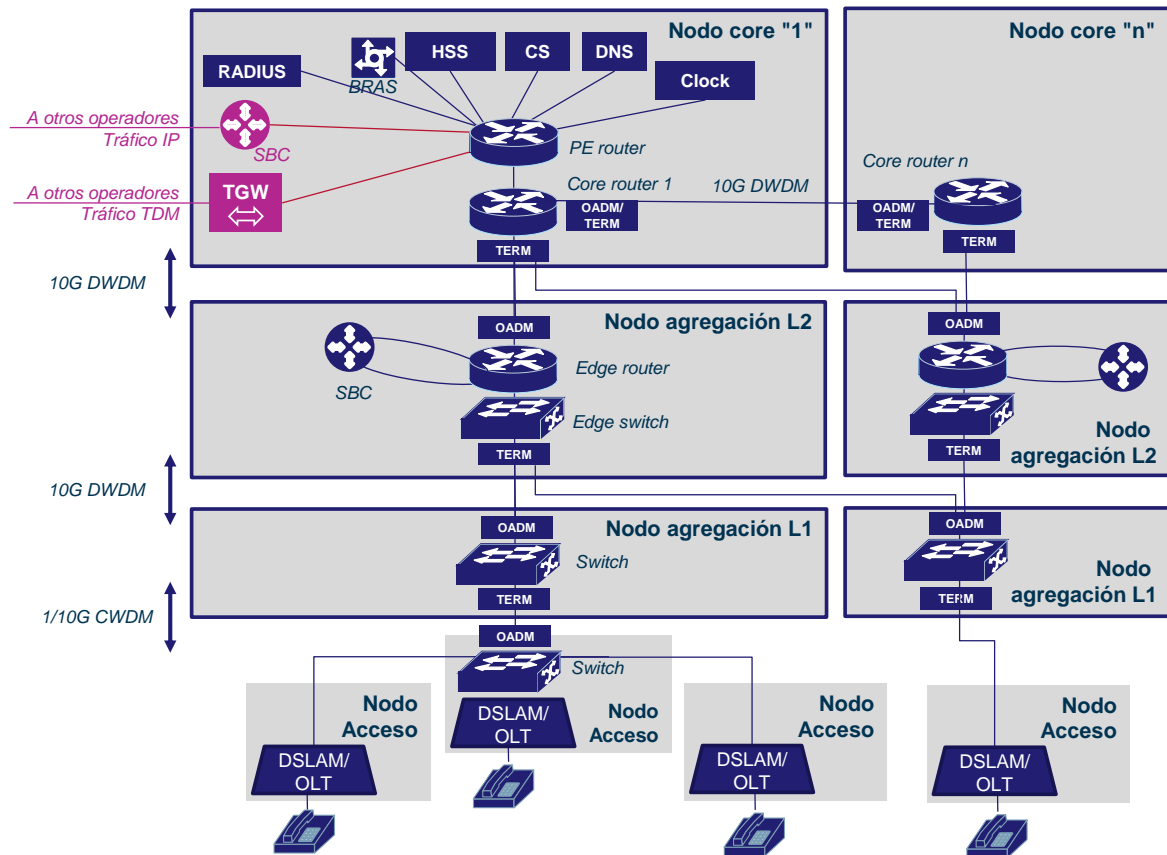 Nodo core "1"
Nodo core "n"
HSS
CS
DNS
RADIUS
BRAS
Clock
A otros operadores
Tráfico IP
SBC
PE router
Core router n
A otros operadores
Tráfico TDM
TGW
Core router 1
10G DWDM
OADM/
TERM
OADM/
TERM
TERM
TERM
10G DWDM
Nodo agregación L2
OADM
OADM
Edge router
SBC
Edge switch
TERM
Nodo
agregación L2
TERM
10G DWDM
Nodo agregación L1
OADM
OADM
Switch
Nodo
agregación L1
TERM
TERM
1/10G CWDM
OADM
Switch
Nodo
Acceso
DSLAM/
OLT
Nodo
Acceso
DSLAM/
OLT
Nodo
Acceso
DSLAM/
OLT
Nodo
Acceso
DSLAM/
OLT